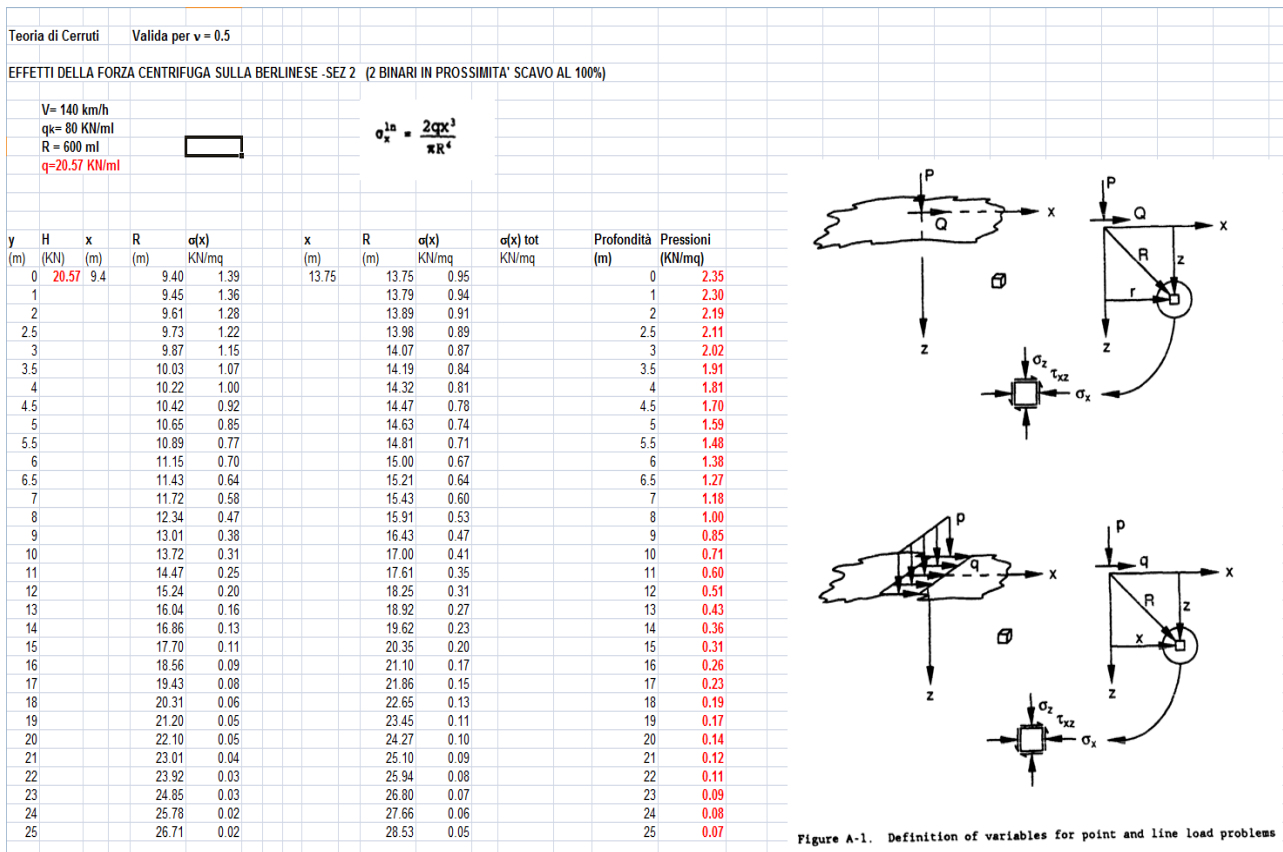 Teoria di Cerruti Valida per ν = 0.5
EFFETTI DELLA FORZA CENTRIFUGA SULLA BERLINESE -SEZ 2 (2 BINARI IN PROSSIMITA' SCAVO AL 100%)
V= 140 km/h
qk= 80 KN/ml
R = 600 ml
q=20.57 KN/ml
σx^ln = 2qx³ / πR⁴
y H x R σ(x) x R σ(x) σ(x) tot Profondità Pressioni
(m) (KN) (m) (m) KN/mq (m) (m) KN/mq KN/mq (m) (KN/mq)
0 20.57 9.4 9.40 1.39 13.75 13.75 0.95 0 2.35
1 9.45 1.36 13.79 0.94 1 2.30
2 9.61 1.28 13.89 0.91 2 2.19
2.5 9.73 1.22 13.98 0.89 2.5 2.11
3 9.87 1.15 14.07 0.87 3 2.02
3.5 10.03 1.07 14.19 0.84 3.5 1.91
4 10.22 1.00 14.32 0.81 4 1.81
4.5 10.42 0.92 14.47 0.78 4.5 1.70
5 10.65 0.85 14.63 0.74 5 1.59
5.5 10.89 0.77 14.81 0.71 5.5 1.48
6 11.15 0.70 15.00 0.67 6 1.38
6.5 11.43 0.64 15.21 0.64 6.5 1.27
7 11.72 0.58 15.43 0.60 7 1.18
8 12.34 0.47 15.91 0.53 8 1.00
9 13.01 0.38 16.43 0.47 9 0.85
10 13.72 0.31 17.00 0.41 10 0.71
11 14.47 0.25 17.61 0.35 11 0.60
12 15.24 0.20 18.25 0.31 12 0.51
13 16.04 0.16 18.92 0.27 13 0.43
14 16.86 0.13 19.62 0.23 14 0.36
15 17.70 0.11 20.35 0.20 15 0.31
16 18.56 0.09 21.10 0.17 16 0.26
17 19.43 0.08 21.86 0.15 17 0.23
18 20.31 0.06 22.65 0.13 18 0.19
19 21.20 0.05 23.45 0.11 19 0.17
20 22.10 0.05 24.27 0.10 20 0.14
21 23.01 0.04 25.10 0.09 21 0.12
22 23.92 0.03 25.94 0.08 22 0.11
23 24.85 0.03 26.80 0.07 23 0.09
24 25.78 0.02 27.66 0.06 24 0.08
25 26.71 0.02 28.53 0.05 25 0.07
P
Q x
z
P
Q
x
R z
r
z
σz
τxz
σx
p
q x
z
p
q
x
R z
x
z
σz
τxz
σx
Figure A-1. Definition of variables for point and line load problems